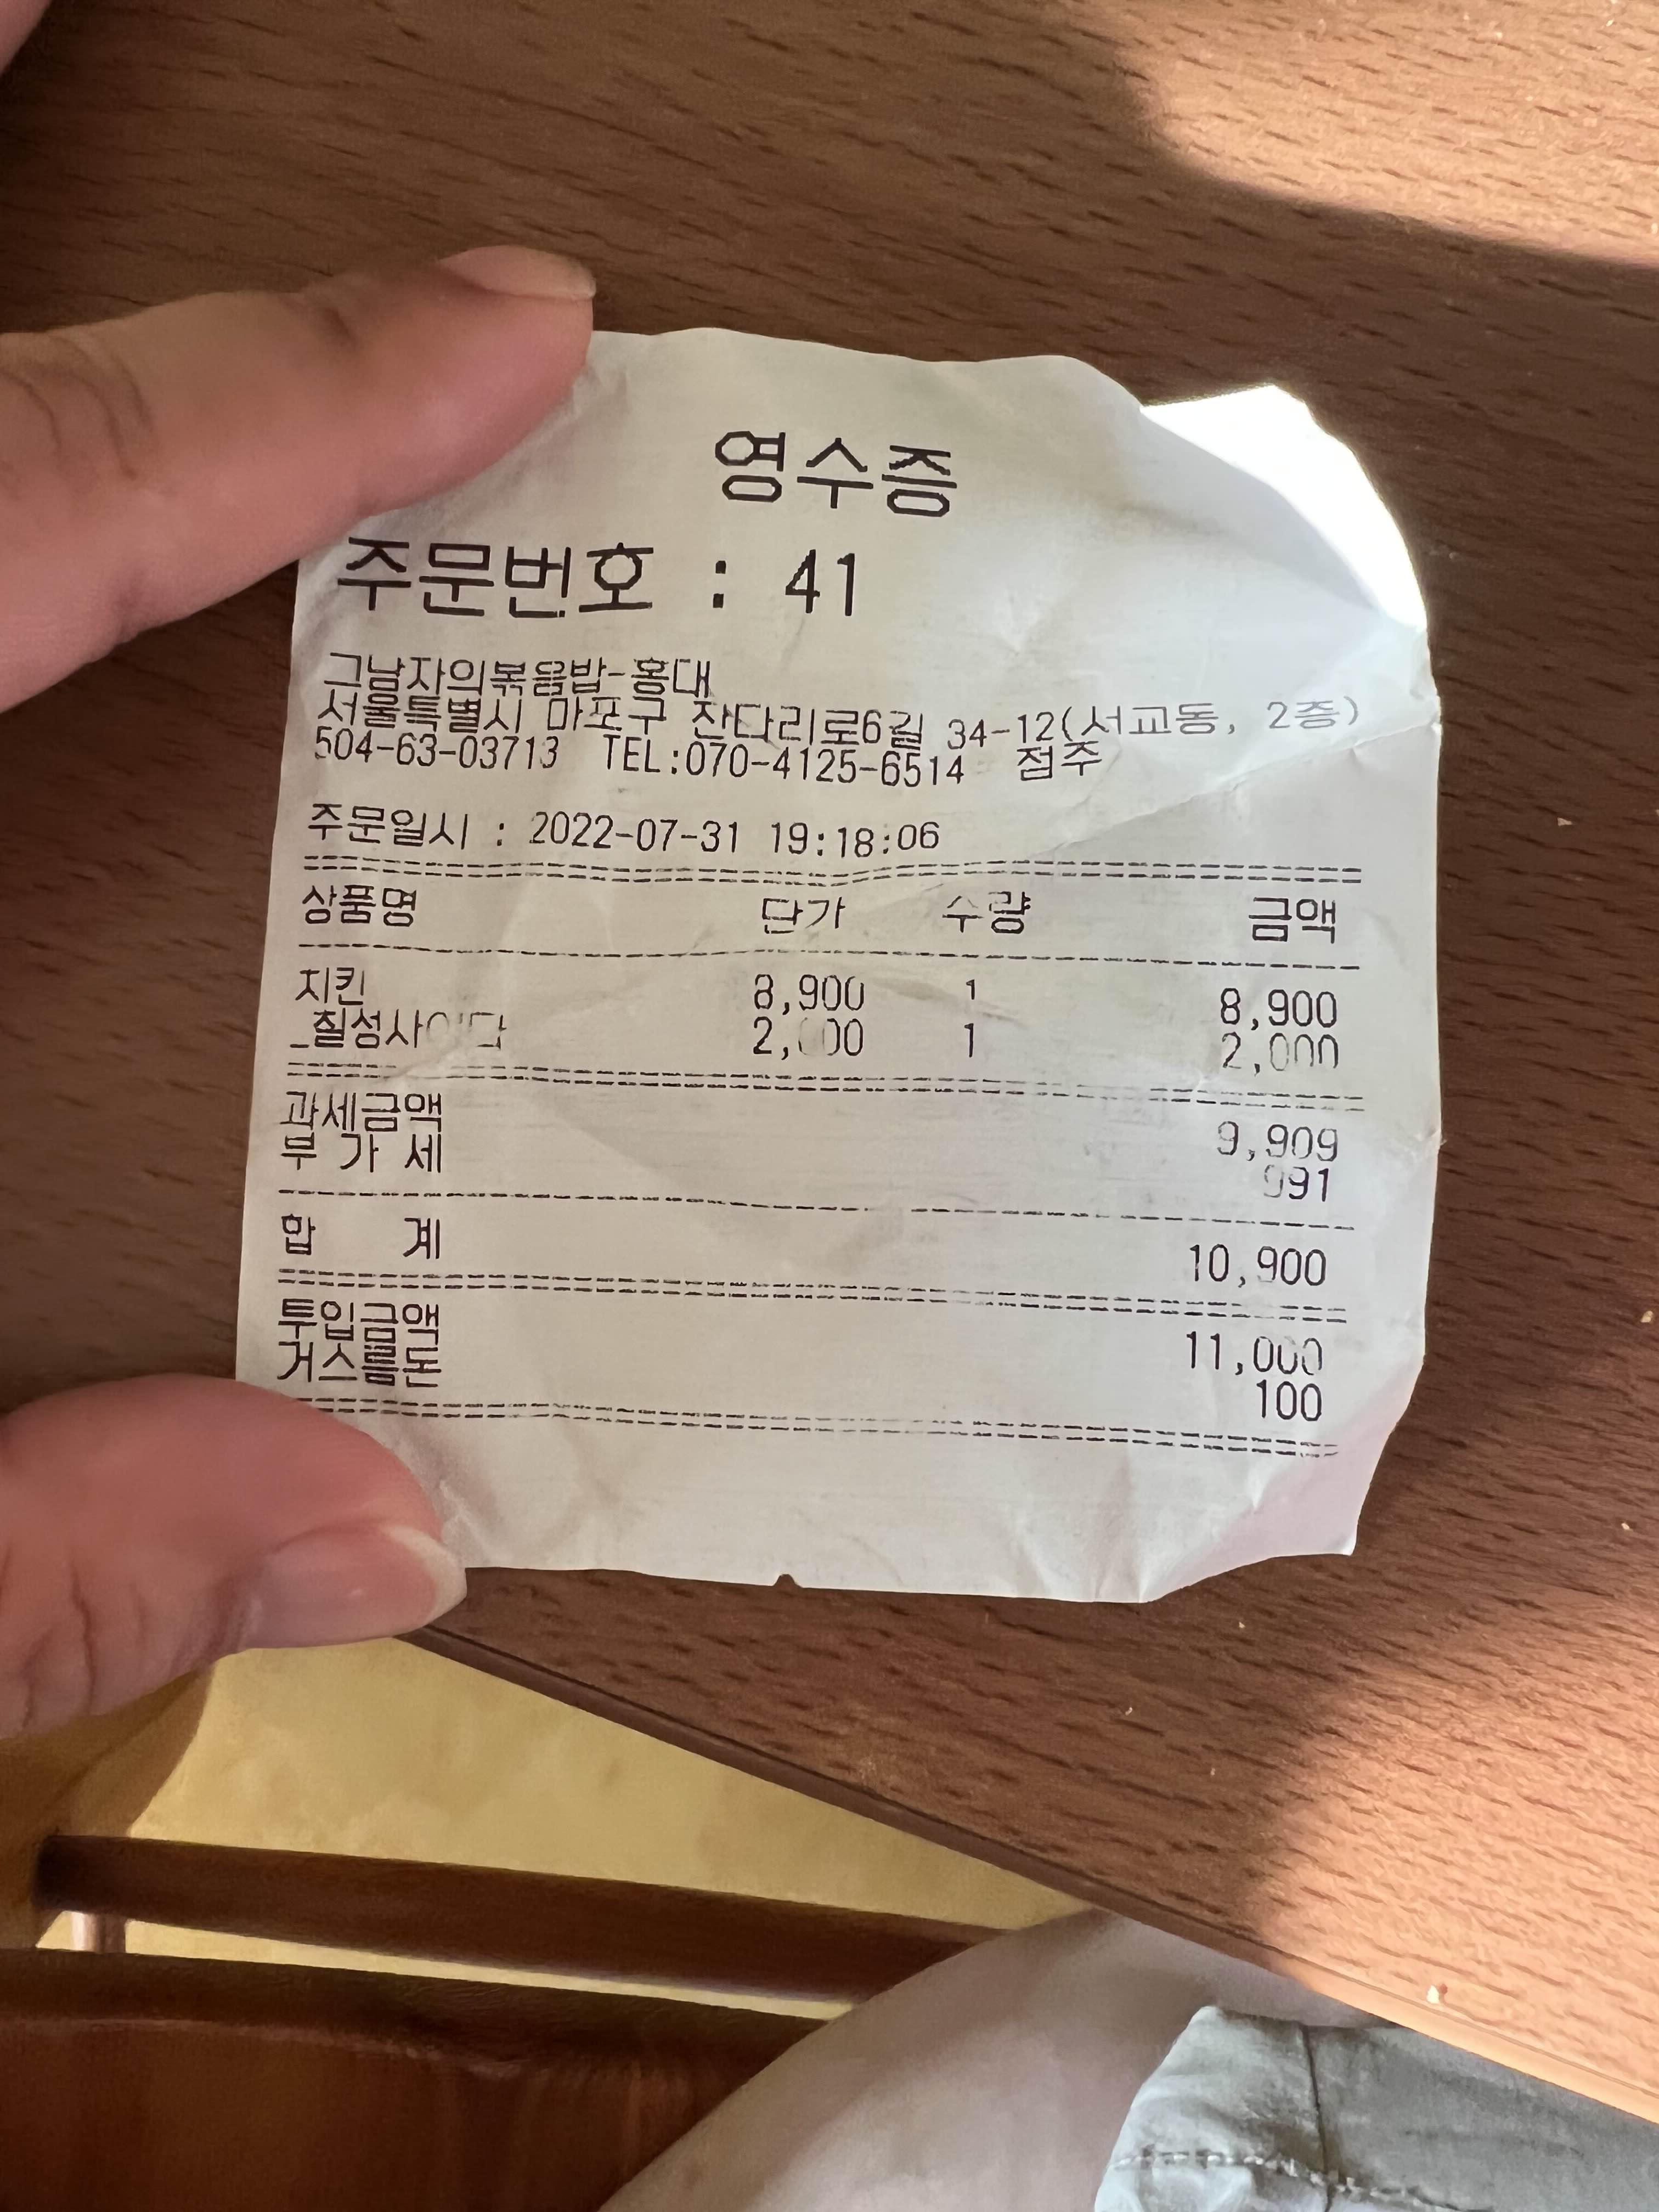 영수증
주문번호 : 41
그남자의볶음밥-홍대
서울특별시 마포구 잔다리로6길 34-12(서교동, 2층)
504-63-03713 TEL:070-4125-6514 점주
주문일시 : 2022-07-31 19:18:06
상품명 단가 수량 금액
치킨 8,900 1 8,900
_칠성사이다 2,000 1 2,000
과세금액 9,909
부 가 세 991
합 계 10,900
투입금액 11,000
거스름돈 100